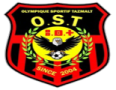 OLYMPIQUE SPORTIF TAZMALT
O.S.T
SINCE 2004